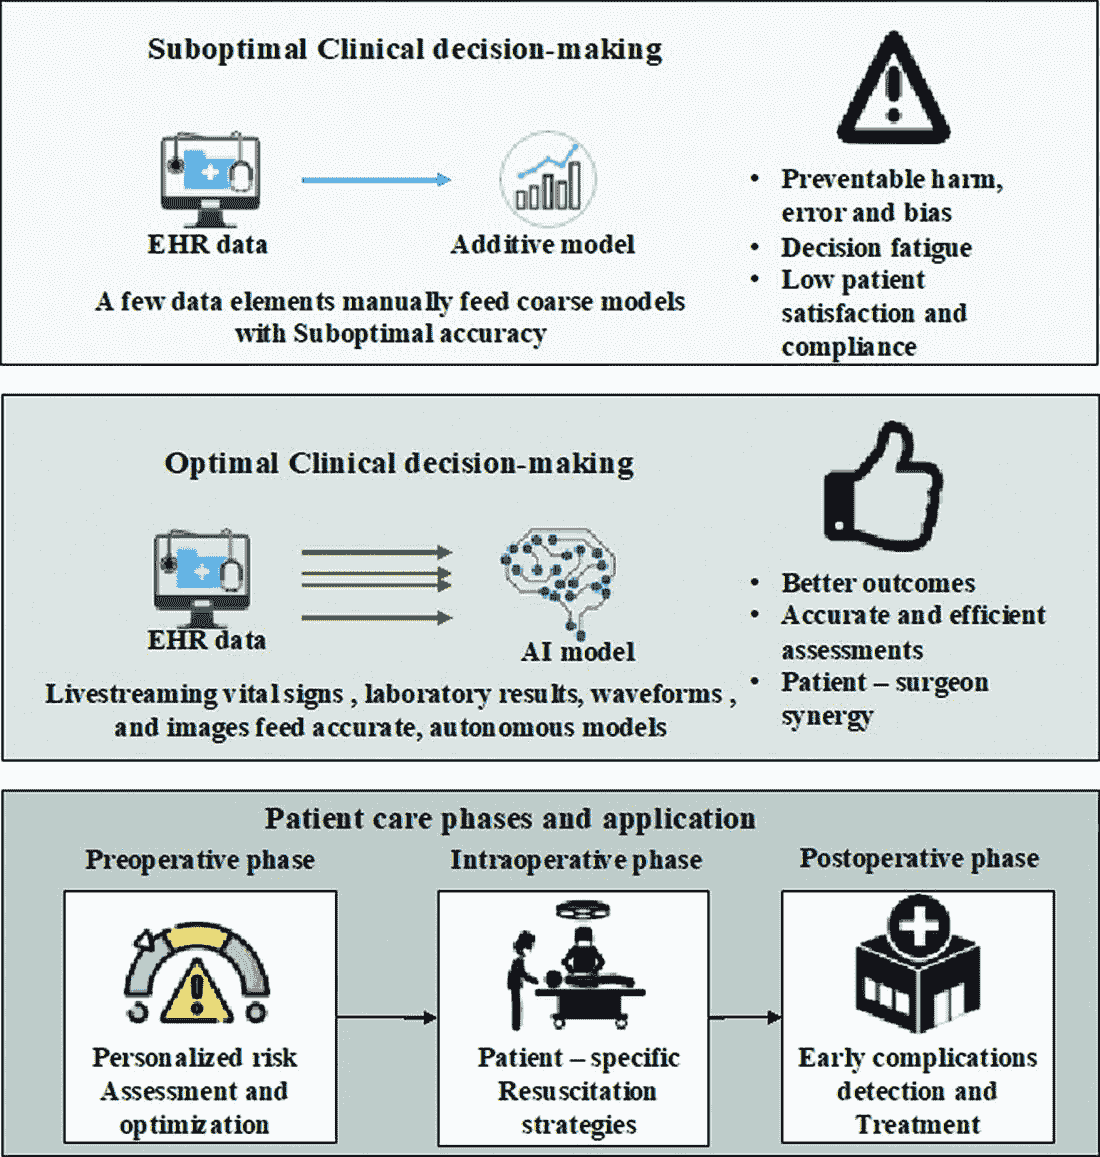 Suboptimal Clinical decision-making
EHR data
Additive model
A few data elements manually feed coarse models
with Suboptimal accuracy
• Preventable harm,
error and bias
• Decision fatigue
• Low patient
satisfaction and
compliance
Optimal Clinical decision-making
EHR data
AI model
Livestreaming vital signs , laboratory results, waveforms ,
and images feed accurate, autonomous models
• Better outcomes
• Accurate and efficient
assessments
• Patient – surgeon
synergy
Patient care phases and application
Preoperative phase
Personalized risk
Assessment and
optimization
Intraoperative phase
Patient – specific
Resuscitation
strategies
Postoperative phase
Early complications
detection and
Treatment